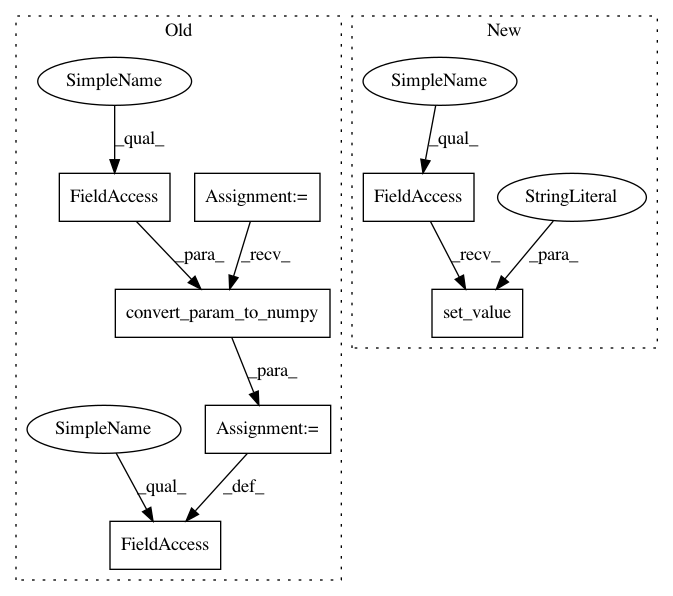 Old
New
SimpleName
SimpleName
_qual_
_qual_
FieldAccess
Assignment:=
FieldAccess
StringLiteral
_para_
_recv_
_recv_
_para_
convert_param_to_numpy
set_value
_para_
SimpleName
Assignment:=
_qual_
_def_
FieldAccess